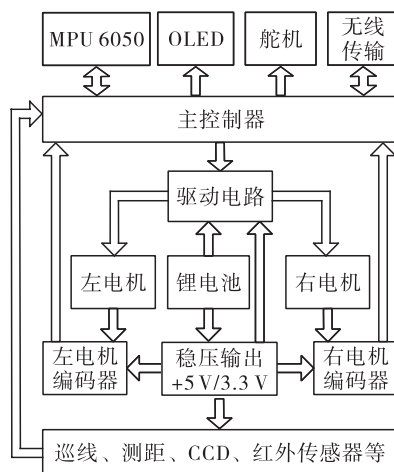 MPU 6050
OLED
舵机
无线
传输
主控制器
驱动电路
左电机
锂电池
右电机
左电机
编码器
稳压输出
+5 V/3.3 V
右电机
编码器
巡线、测距、CCD、红外传感器等